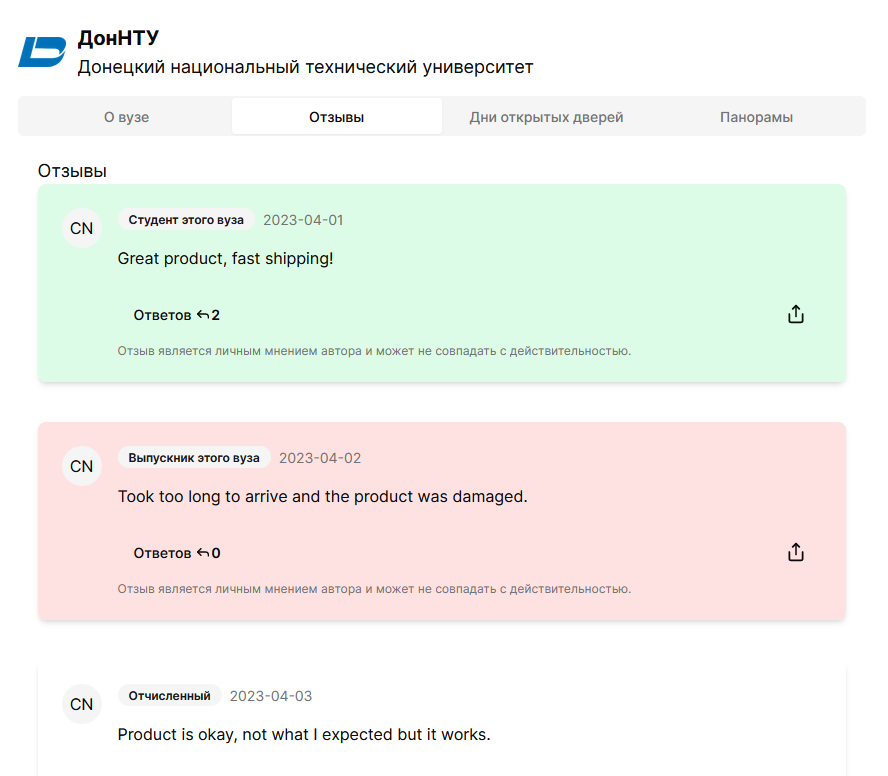 ДонНТУ
Донецкий национальный технический университет
О вузе Отзывы Дни открытых дверей Панорамы
Отзывы
CN Студент этого вуза 2023-04-01
Great product, fast shipping!
Ответов 2
Отзыв является личным мнением автора и может не совпадать с действительностью.
CN Выпускник этого вуза 2023-04-02
Took too long to arrive and the product was damaged.
Ответов 0
Отзыв является личным мнением автора и может не совпадать с действительностью.
CN Отчисленный 2023-04-03
Product is okay, not what I expected but it works.